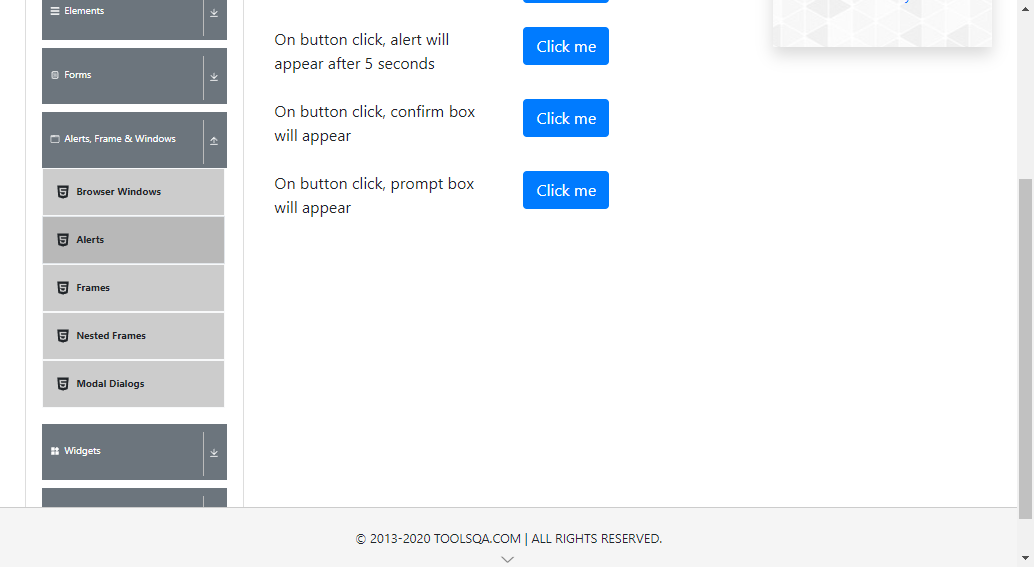 Elements
Forms
Alerts, Frame & Windows
Browser Windows
Alerts
Frames
Nested Frames
Modal Dialogs
Widgets
On button click, alert will
appear after 5 seconds
Click me
On button click, confirm box
will appear
Click me
On button click, prompt box
will appear
Click me
© 2013-2020 TOOLSQA.COM | ALL RIGHTS RESERVED.